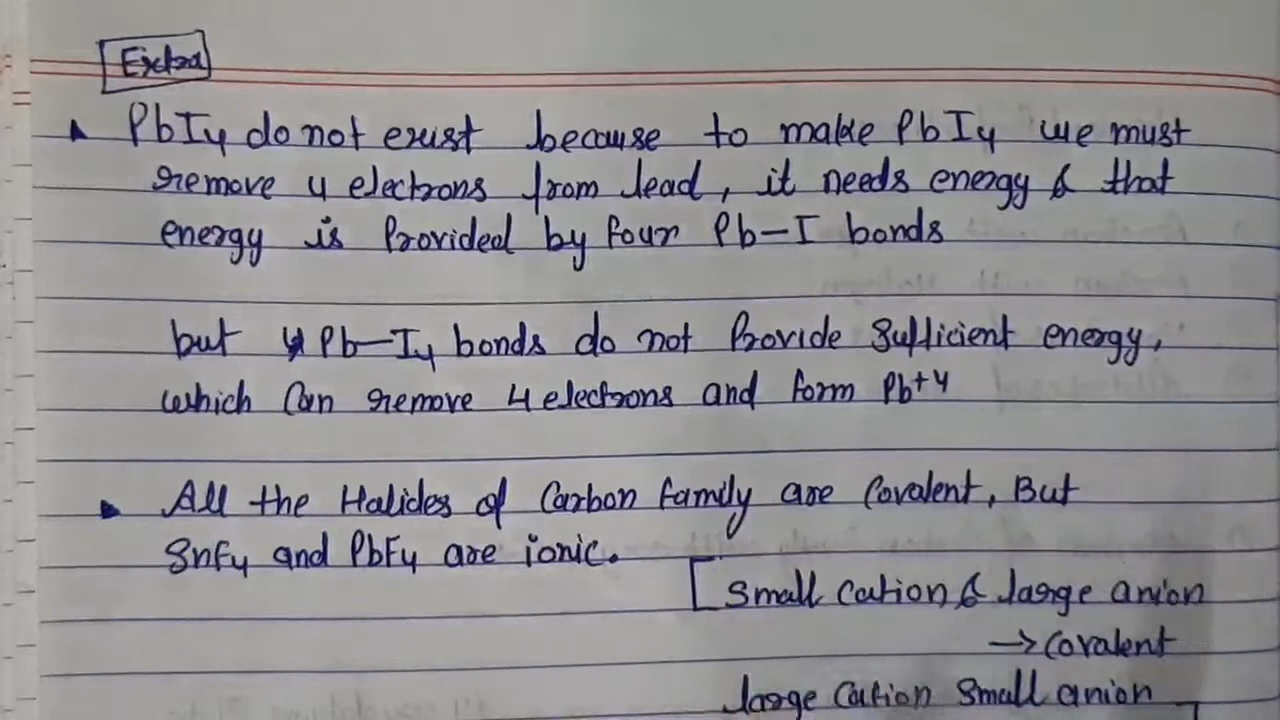 Extra
PbI4 do not exist because to make PbI4 we must
remove 4 electrons from lead, it needs energy & that
energy is Provided by four Pb-I bonds
but 4 Pb-I4 bonds do not Provide Sufficient energy,
which Can remove 4 electrons and form Pb+4
All the Halides of Carbon family are Covalent, But
SnF4 and PbF4 are ionic.
[Small Cation & large anion
→ Covalent
large Cation Small anion